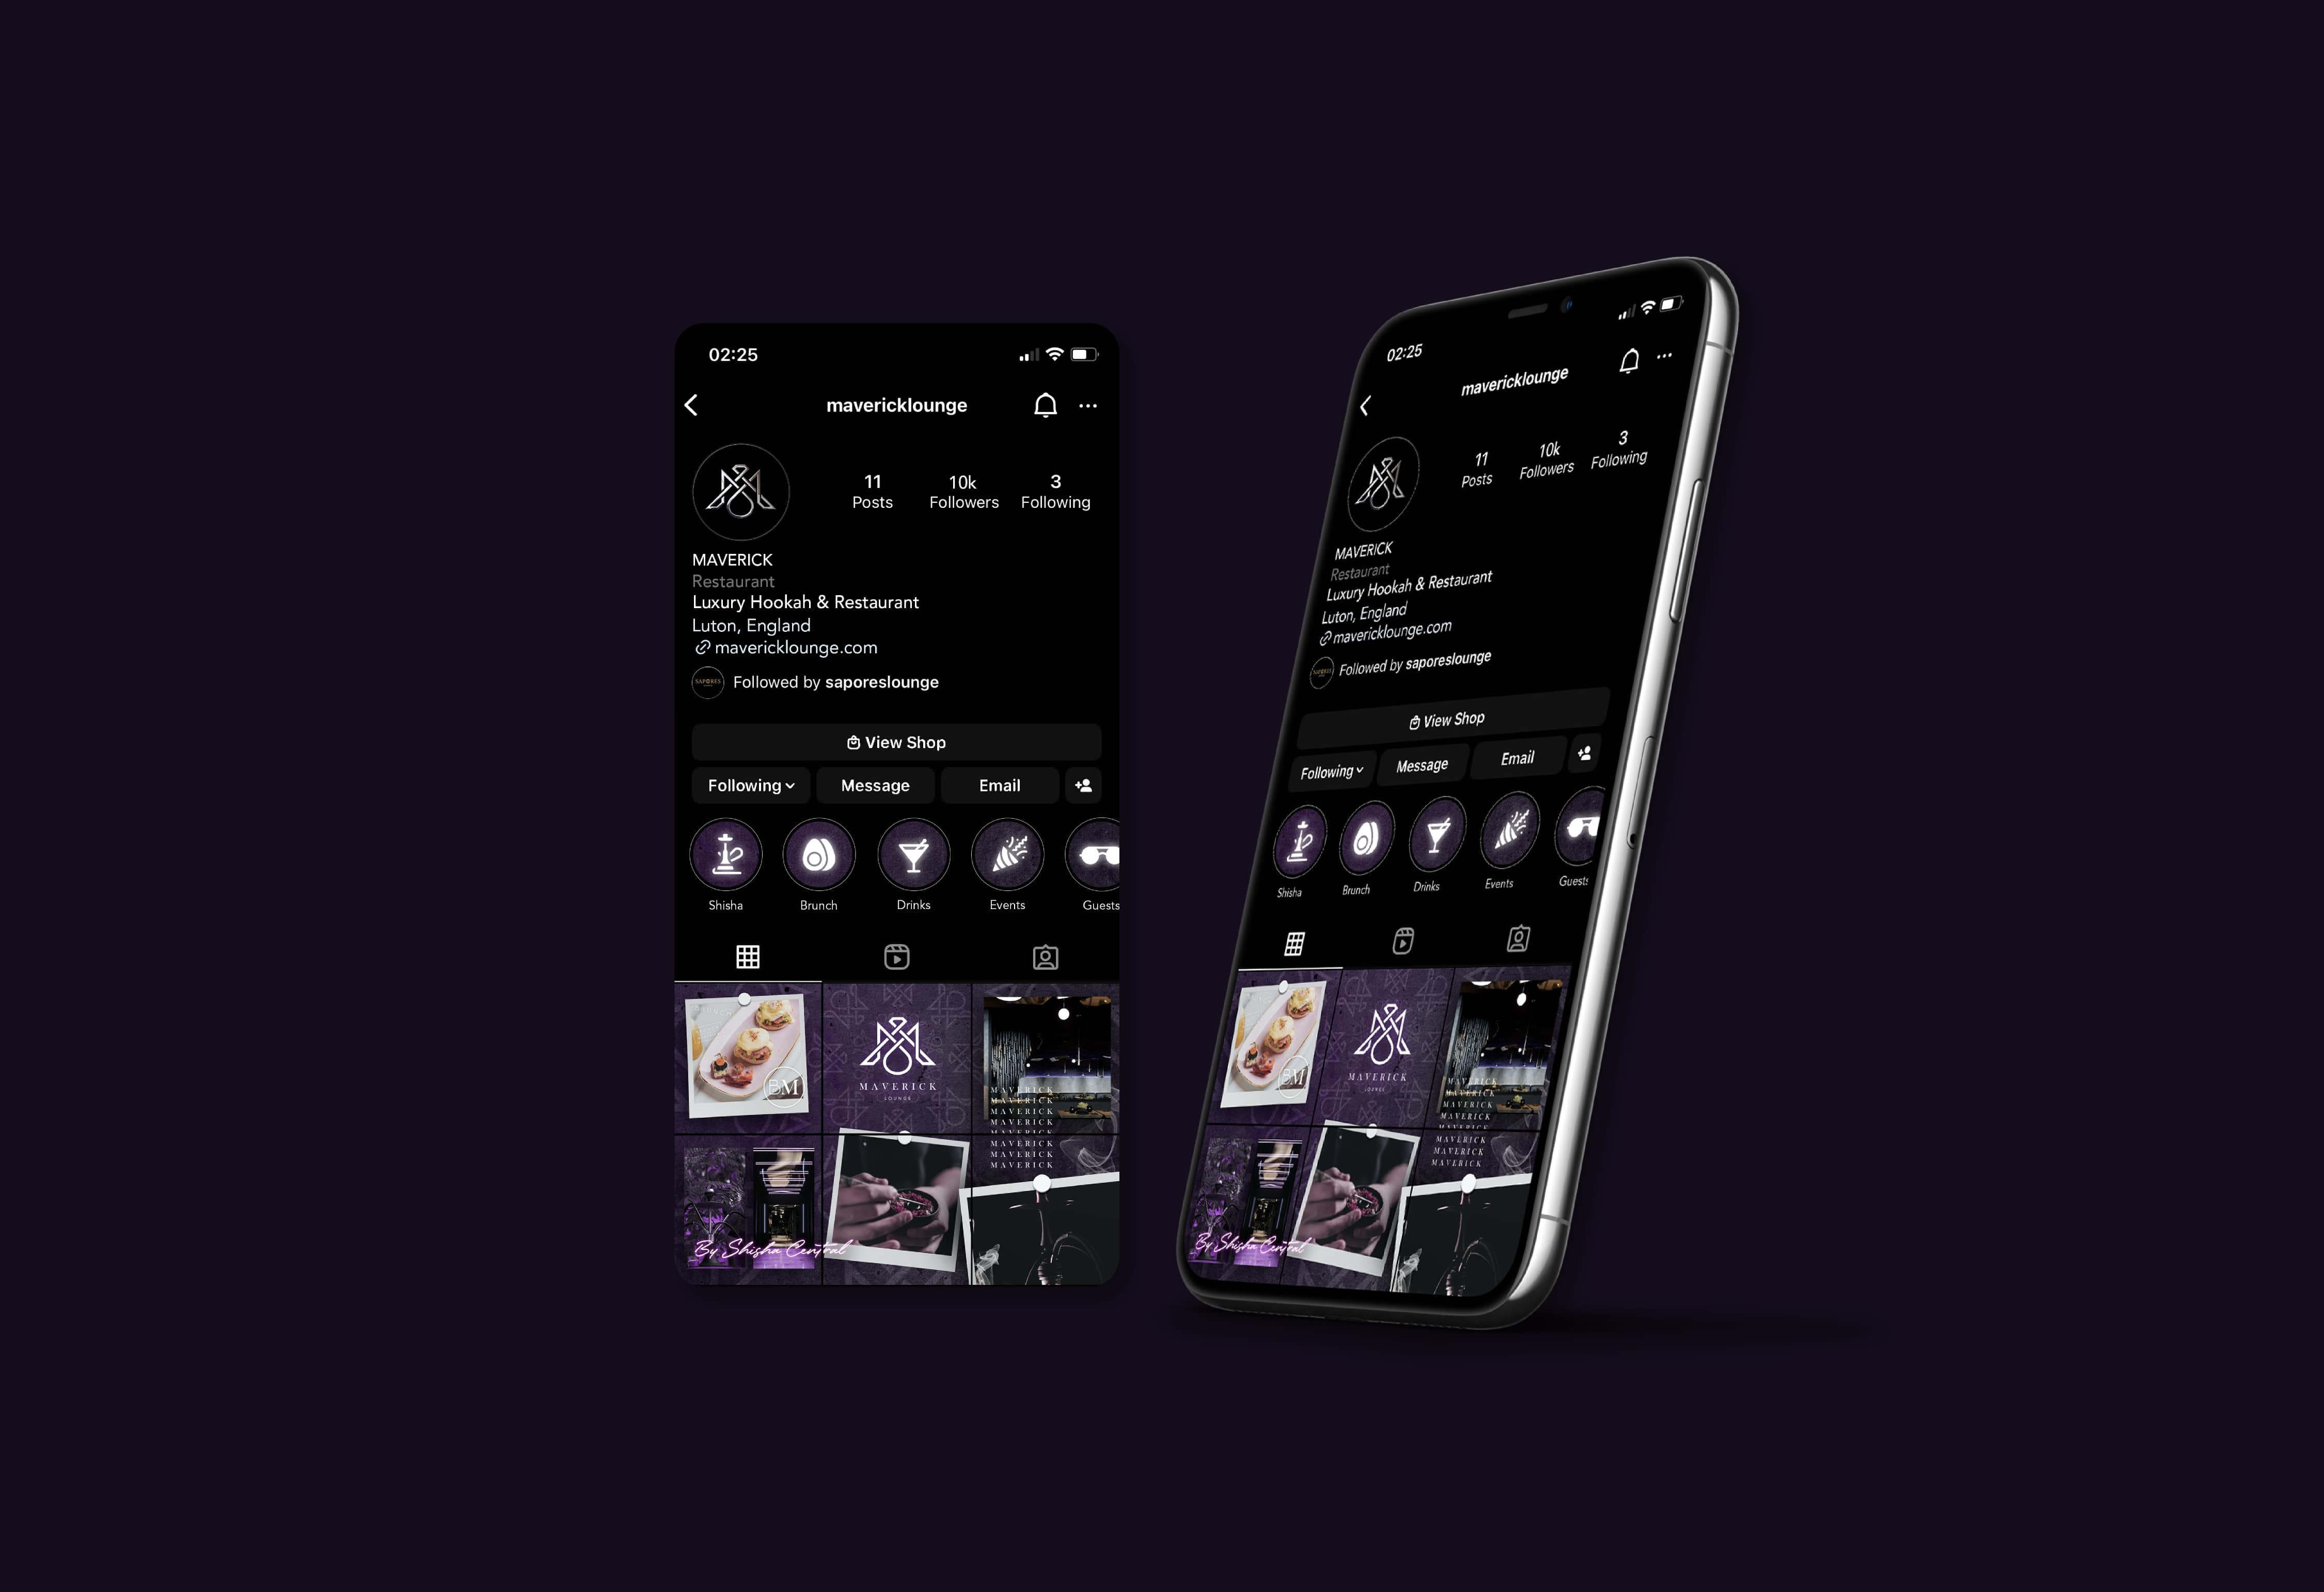 02:25
mavericklounge
11 10k 3
Posts Followers Following
MAVERICK
Restaurant
Luxury Hookah & Restaurant
Luton, England
mavericklounge.com
SAPORES
Followed by saporeslounge
View Shop
Following Message Email
Shisha Brunch Drinks Events Guests
BM
MAVERICK
LOUNGE
MAVERICK
MAVERICK
MAVERICK
MAVERICK
MAVERICK
MAVERICK
MAVERICK
MAVERICK
By Shisha Central
02:25
mavericklounge
11 10k 3
Posts Followers Following
MAVERICK
Restaurant
Luxury Hookah & Restaurant
Luton, England
mavericklounge.com
Followed by saporeslounge
View Shop
Following Message Email
Shisha Brunch Drinks Events Guests
BM
MAVERICK
LOUNGE
MAVERICK
MAVERICK
MAVERICK
MAVERICK
MAVERICK
MAVERICK
MAVERICK
MAVERICK
By Shisha Central